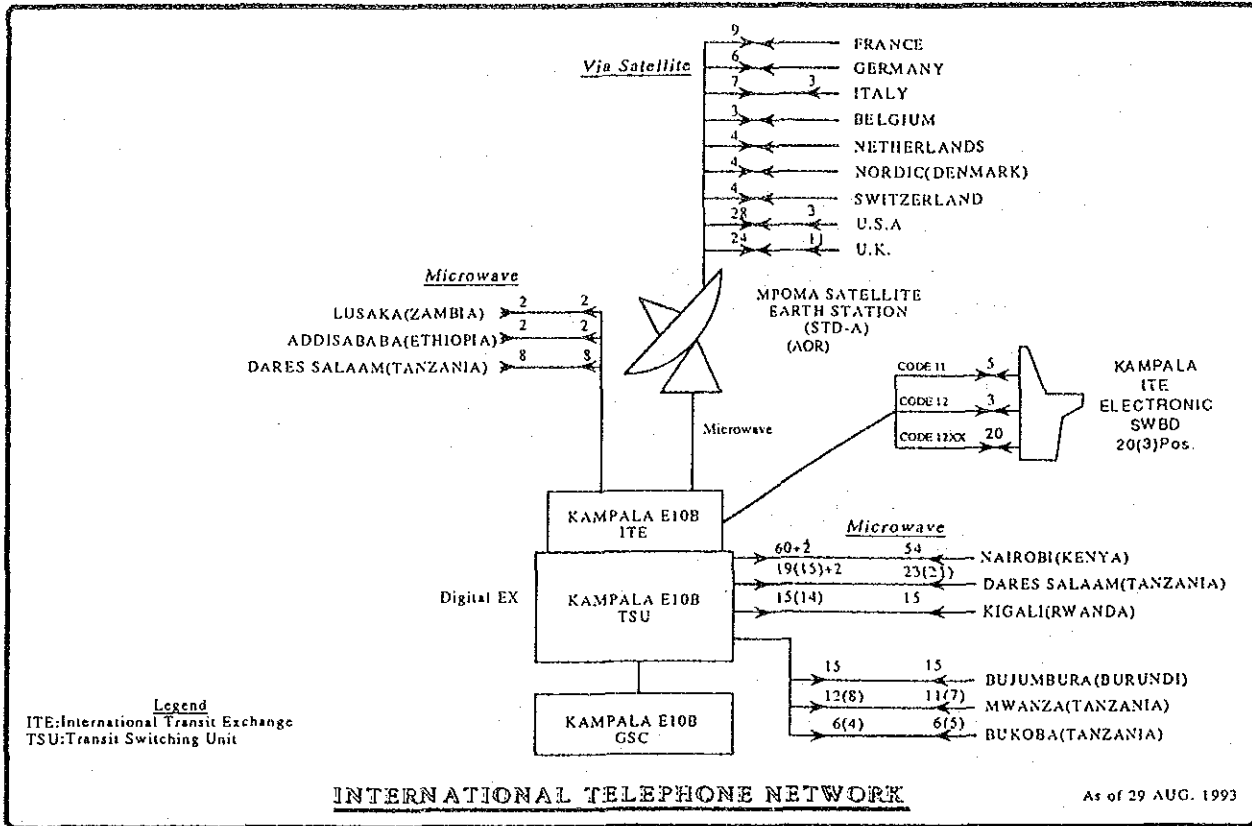 Via Satellite
9 FRANCE
6 GERMANY
7 3 ITALY
3 BELGIUM
4 NETHERLANDS
4 NORDIC(DENMARK)
4 SWITZERLAND
28 3 U.S.A
24 11 U.K.
Microwave
LUSAKA(ZAMBIA) 2 2
ADDISABABA(ETHIOPIA) 2 2
DARES SALAAM(TANZANIA) 8 8
MPOMA SATELLITE
EARTH STATION
(STD-A)
(AOR)
Microwave
CODE 11 5
CODE 12 3
CODE 12XX 20
KAMPALA
ITE
ELECTRONIC
SWBD
20(3)Pos.
KAMPALA E10B
ITE
Digital EX
KAMPALA E10B
TSU
KAMPALA E10B
GSC
Microwave
60+2 54 NAIROBI(KENYA)
19(15)+2 23(21) DARES SALAAM(TANZANIA)
15(14) 15 KIGALI(RWANDA)
15 15 BUJUMBURA(BURUNDI)
12(8) 11(7) MWANZA(TANZANIA)
6(4) 6(5) BUKOBA(TANZANIA)
Legend
ITE:International Transit Exchange
TSU:Transit Switching Unit
INTERNATIONAL TELEPHONE NETWORK
As of 29 AUG. 1993